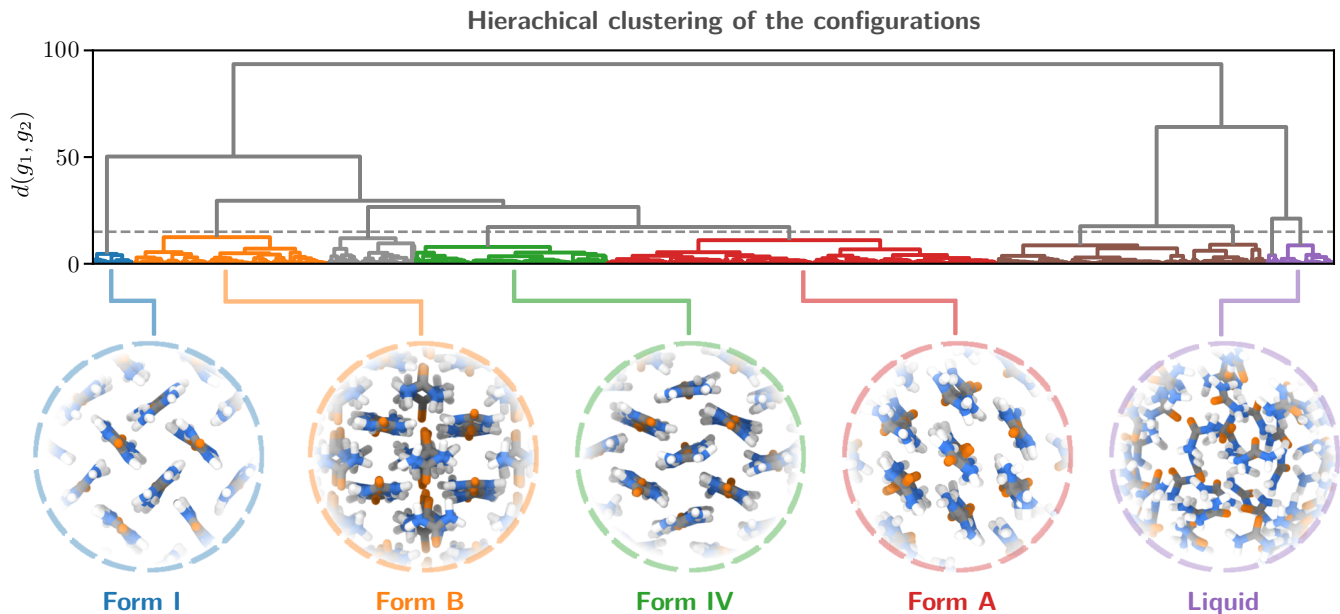 Hierachical clustering of the configurations
100
50
0
d(g₁, g₂)
Form I
Form B
Form IV
Form A
Liquid